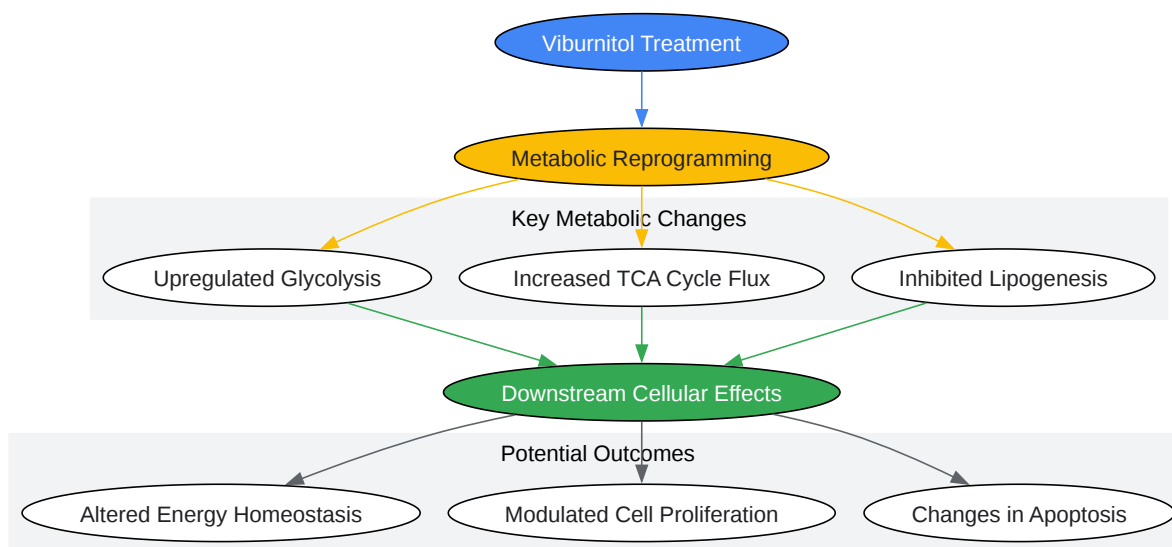 Viburnitol Treatment
Metabolic Reprogramming
Key Metabolic Changes
Upregulated Glycolysis
Increased TCA Cycle Flux
Inhibited Lipogenesis
Downstream Cellular Effects
Potential Outcomes
Altered Energy Homeostasis
Modulated Cell Proliferation
Changes in Apoptosis